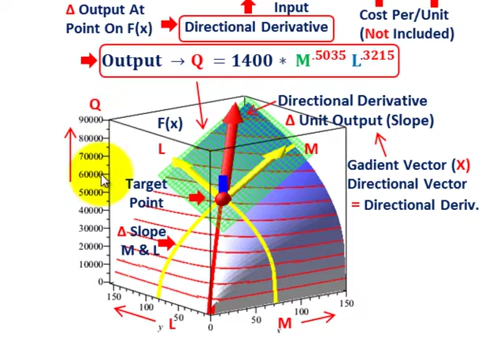 Δ Output At
Point On F(x)
Input
Directional Derivative
Cost Per/Unit
(Not Included)
Output → Q = 1400 * M.5035 L.3215
Directional Derivative
Δ Unit Output (Slope)
Q
F(x)
L
M
90000
80000
70000
60000
50000
40000
30000
20000
10000
0
Target
Point
Δ Slope
M & L
Gadient Vector (X)
Directional Vector
= Directional Deriv.
150
100
50
0
50
100
150
y
L
M